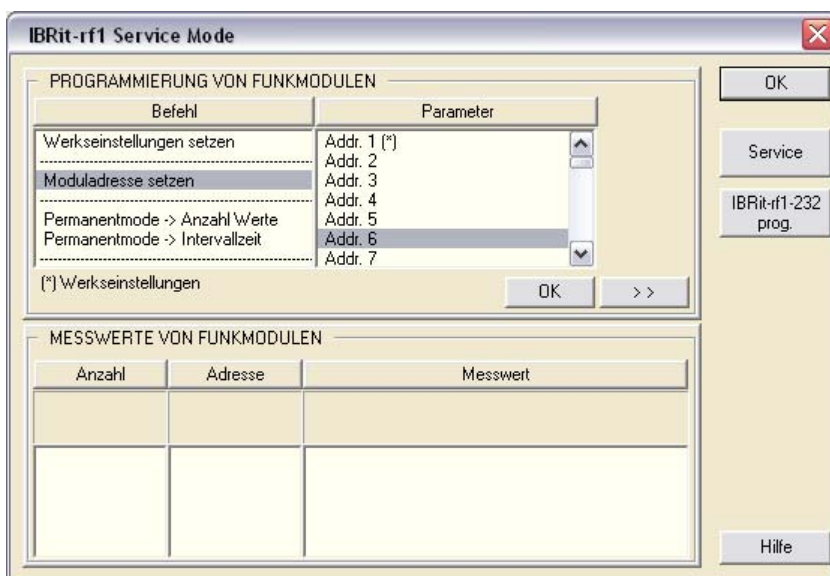 IBRit-rf1 Service Mode
PROGRAMMIERUNG VON FUNKMODULEN
Befehl
Parameter
Werkseinstellungen setzen
Moduladresse setzen
Permanentmode -> Anzahl Werte
Permanentmode -> Intervallzeit
Addr. 1 (*)
Addr. 2
Addr. 3
Addr. 4
Addr. 5
Addr. 6
Addr. 7
(*) Werkseinstellungen
OK
>>
OK
Service
IBRit-rf1-232
prog.
MESSWERTE VON FUNKMODULEN
Anzahl
Adresse
Messwert
Hilfe